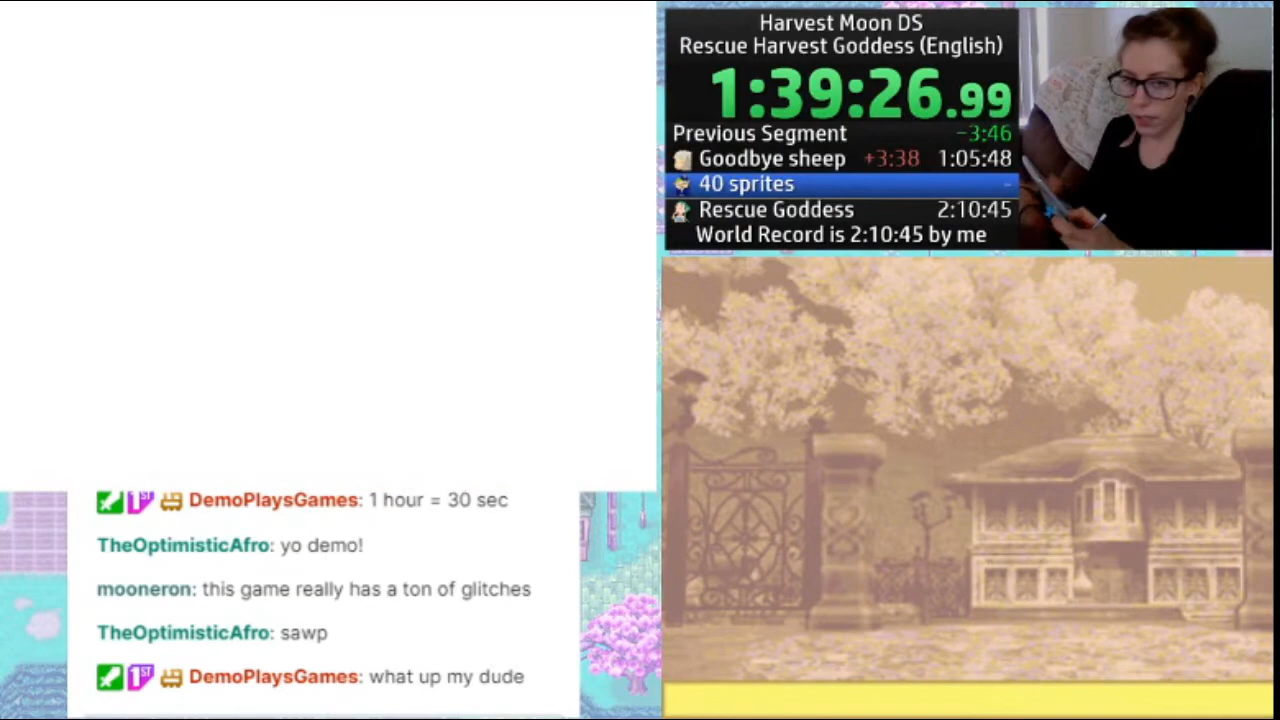 Harvest Moon DS
Rescue Harvest Goddess (English)
1:39:26.99
Previous Segment -3:46
Goodbye sheep +3:38 1:05:48
40 sprites -
Rescue Goddess 2:10:45
World Record is 2:10:45 by me
1ST DemoPlaysGames: 1 hour = 30 sec
TheOptimisticAfro: yo demo!
mooneron: this game really has a ton of glitches
TheOptimisticAfro: sawp
1ST DemoPlaysGames: what up my dude